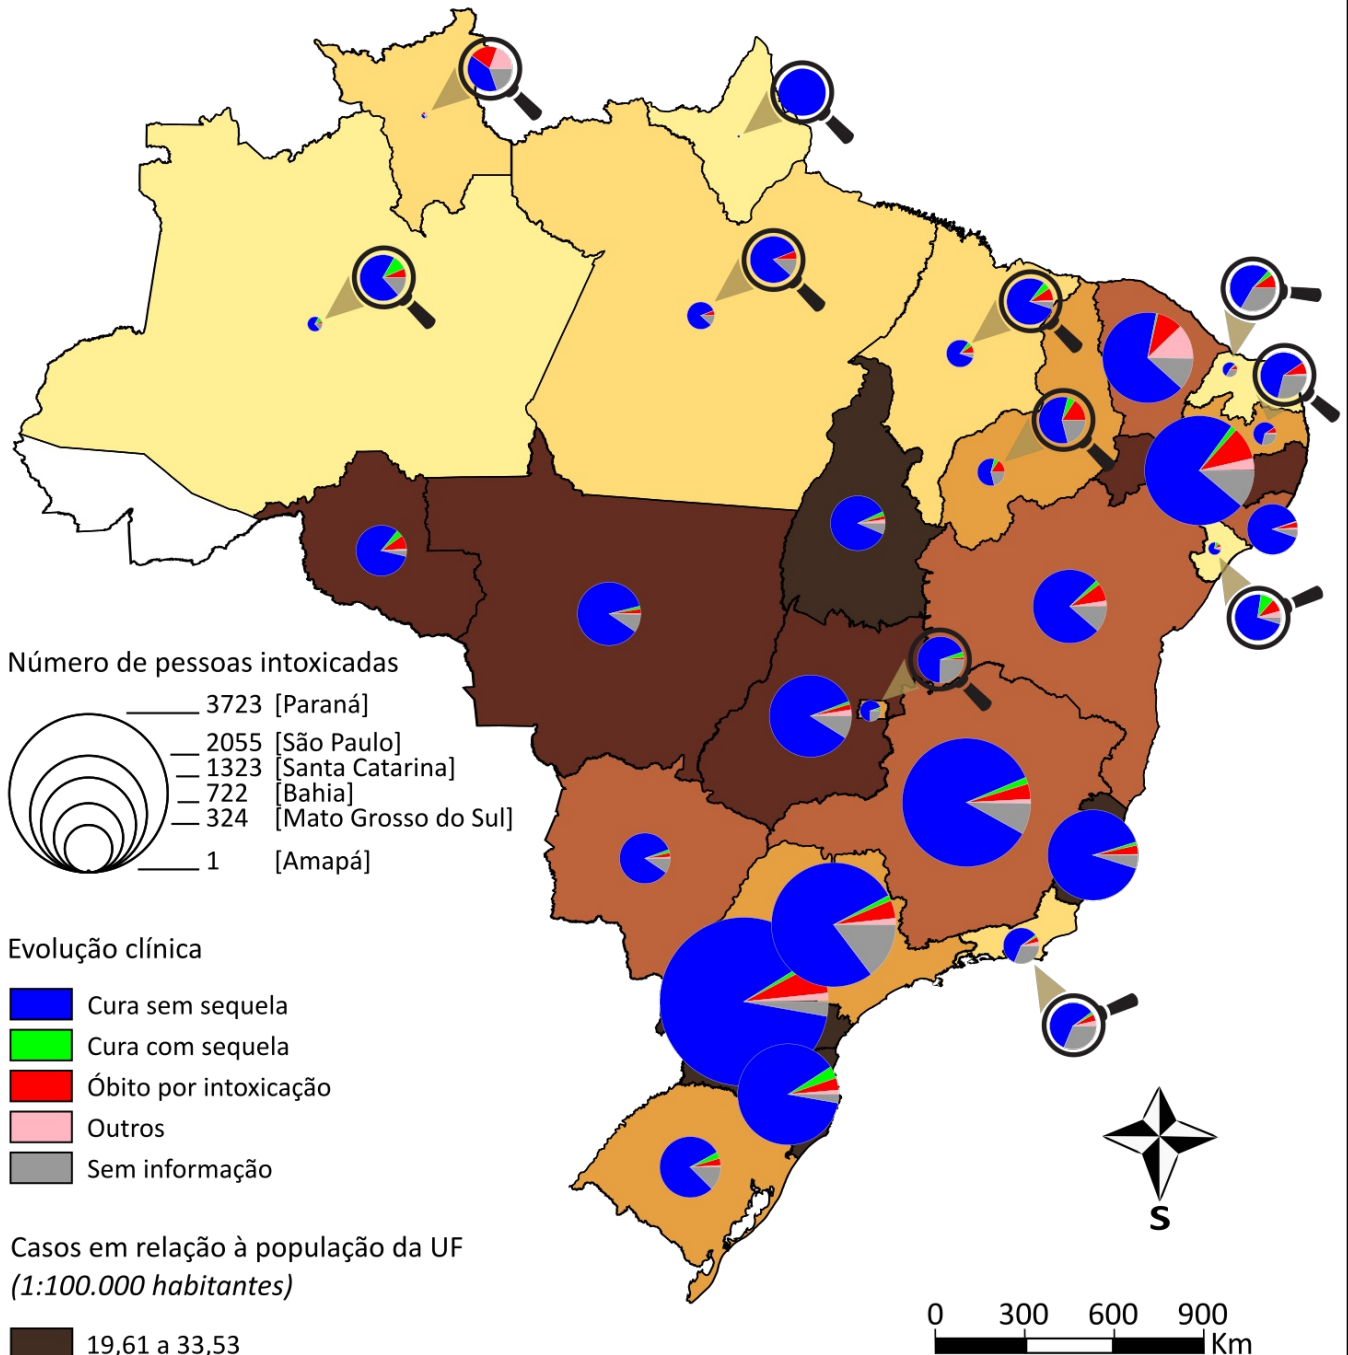 Número de pessoas intoxicadas
3723 [Paraná]
2055 [São Paulo]
1323 [Santa Catarina]
722 [Bahia]
324 [Mato Grosso do Sul]
1 [Amapá]
Evolução clínica
Cura sem sequela
Cura com sequela
Óbito por intoxicação
Outros
Sem informação
Casos em relação à população da UF
(1:100.000 habitantes)
19,61 a 33,53
S
0 300 600 900
Km